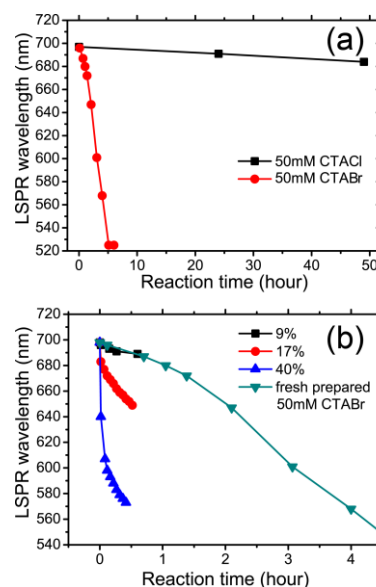 (a)
LSPR wavelength (nm)
700
680
660
640
620
600
580
560
540
520
50mM CTACl
50mM CTABr
0 10 20 30 40 50
Reaction time (hour)
(b)
LSPR wavelength (nm)
720
700
680
660
640
620
600
580
560
540
9%
17%
40%
fresh prepared
50mM CTABr
0 1 2 3 4
Reaction time (hour)